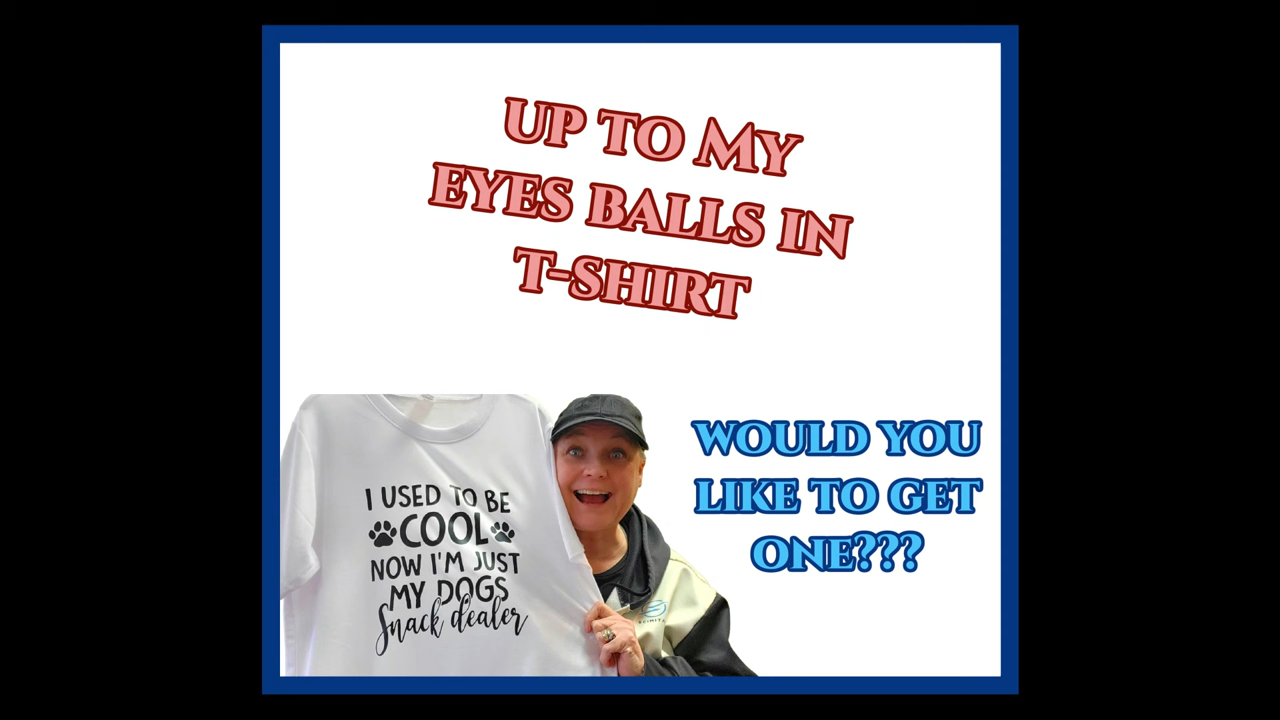 UP TO MY
EYES BALLS IN
T-SHIRT
WOULD YOU
LIKE TO GET
ONE???
I USED TO BE
COOL
NOW I'M JUST
MY DOGS
Snack dealer